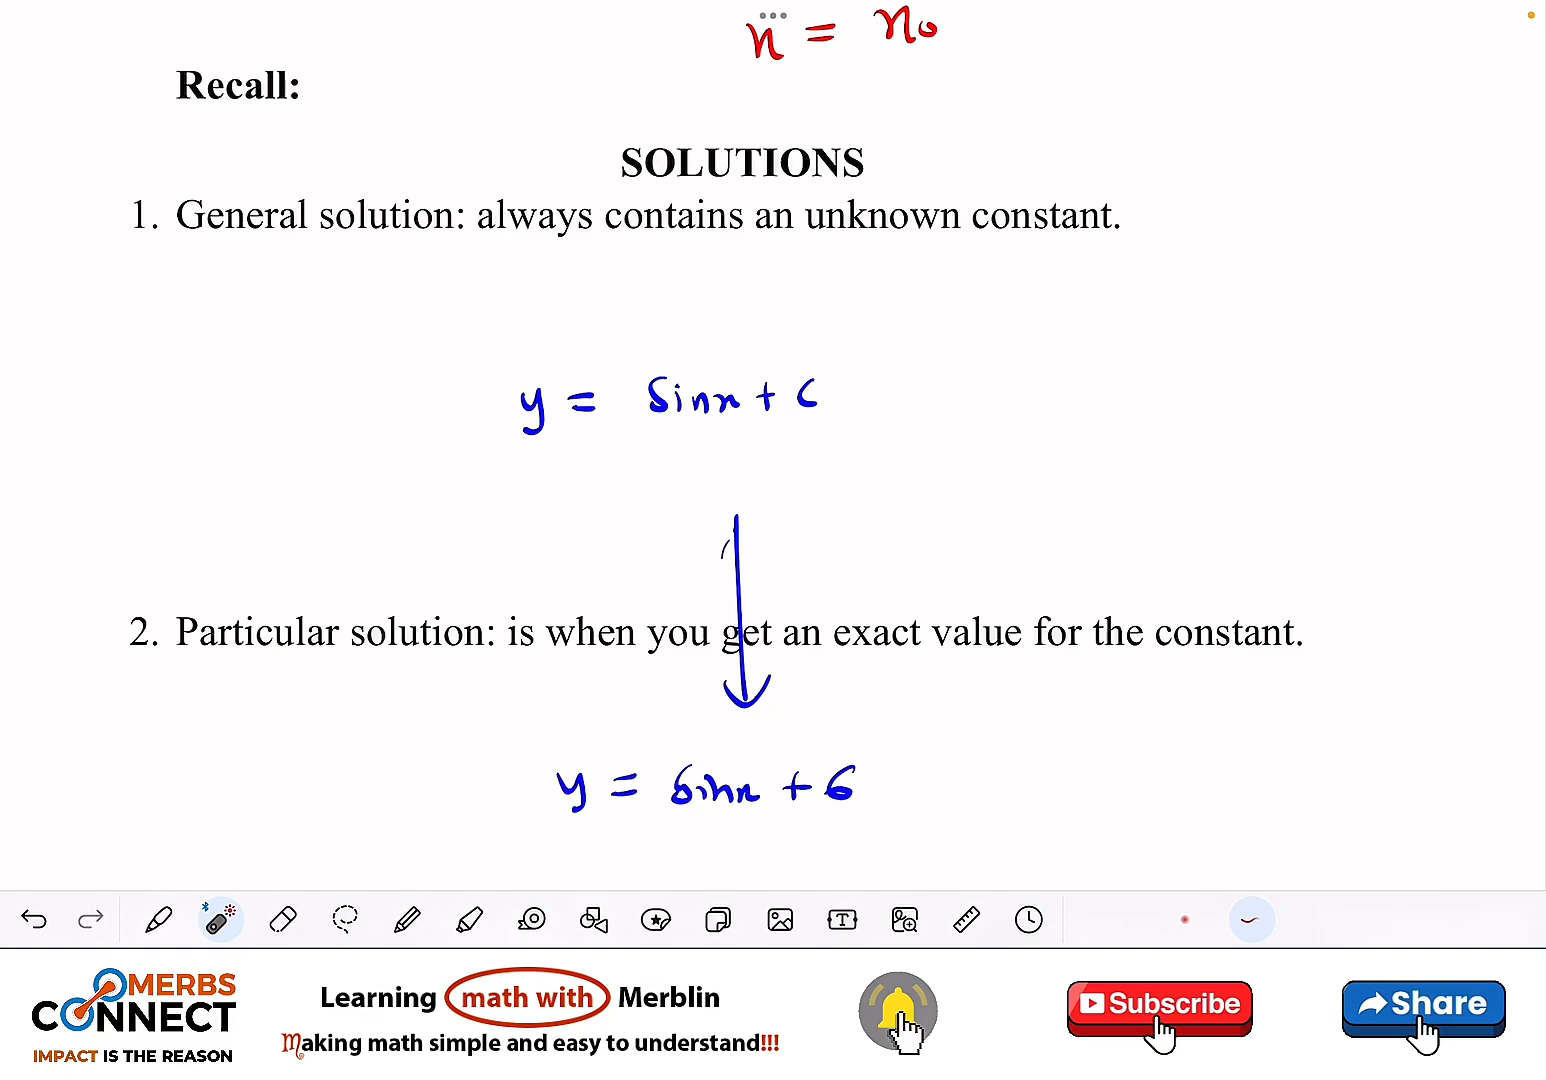 x = x₀
Recall:
SOLUTIONS
1. General solution: always contains an unknown constant.
y = Sinx + C
2. Particular solution: is when you get an exact value for the constant.
y = Sinx + 6
MERBS
CONNECT
IMPACT IS THE REASON
Learning math with Merblin
Making math simple and easy to understand!!!
Subscribe
Share